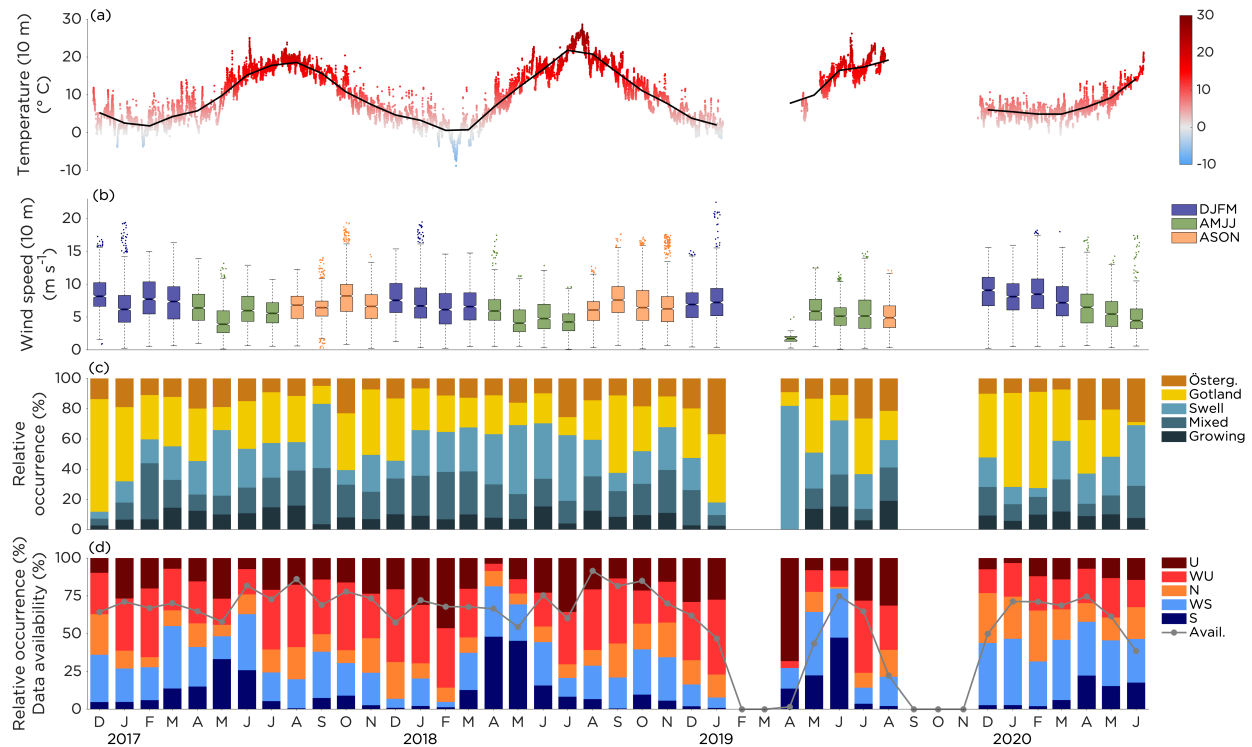 (a)
30
20
10
0
-10
Temperature (10 m)
(° C)
30
20
10
0
-10
(b)
20
15
10
5
0
Wind speed (10 m)
(m s-1)
DJFM
AMJJ
ASON
(c)
100
80
60
40
20
0
Relative
occurrence (%)
Österg.
Gotland
Swell
Mixed
Growing
(d)
100
75
50
25
0
Relative occurrence (%)
Data availability (%)
U
WU
N
WS
S
Avail.
D J F M A M J J A S O N D J F M A M J J A S O N D J F M A M J J A S O N D J F M A M J
2017 2018 2019 2020